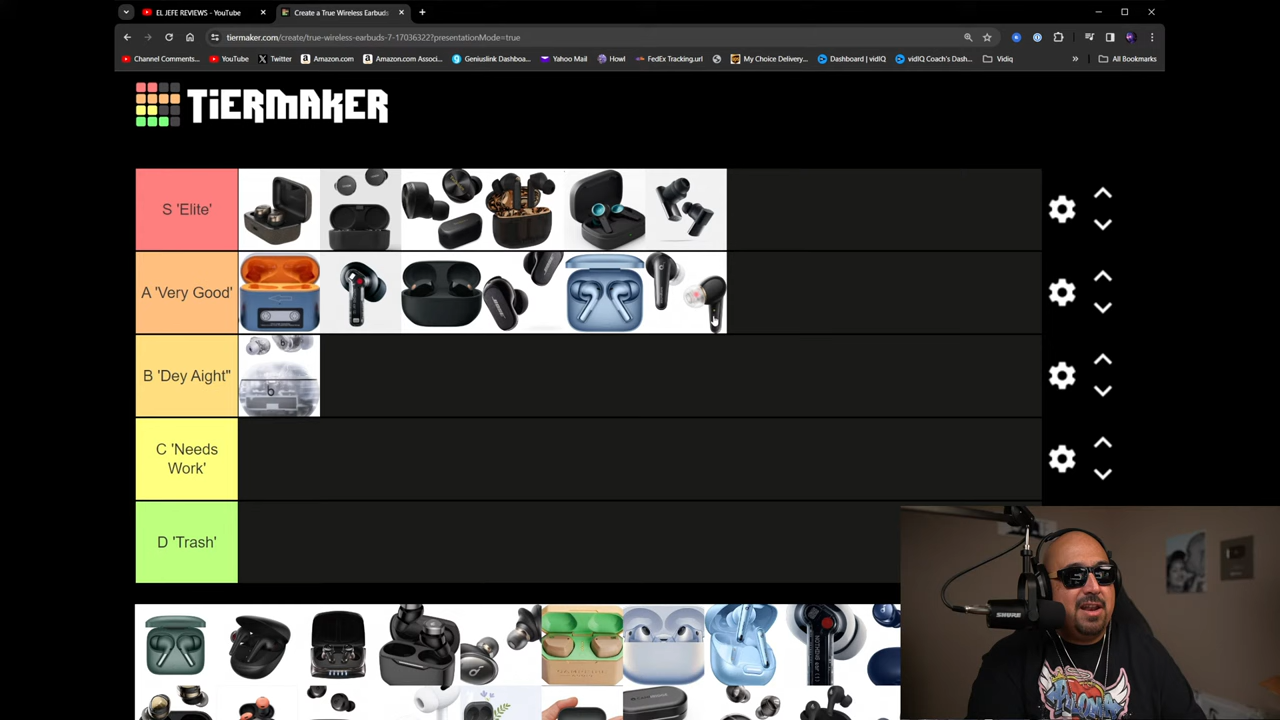 EL JEFE REVIEWS - YouTube
Create a True Wireless Earbuds
tiermaker.com/create/true-wireless-earbuds-7-17036322?presentationMode=true
Channel Comments...
YouTube
Twitter
Amazon.com
Amazon.com Associ...
Geniuslink Dashboa...
Yahoo Mail
Howl
FedEx Tracking.url
My Choice Delivery...
Dashboard | vidIQ
vidIQ Coach's Dash...
Vidiq
All Bookmarks
TiERMAKER
S 'Elite'
A 'Very Good'
B 'Dey Aight"
b
C 'Needs
Work'
D 'Trash'
SHURE